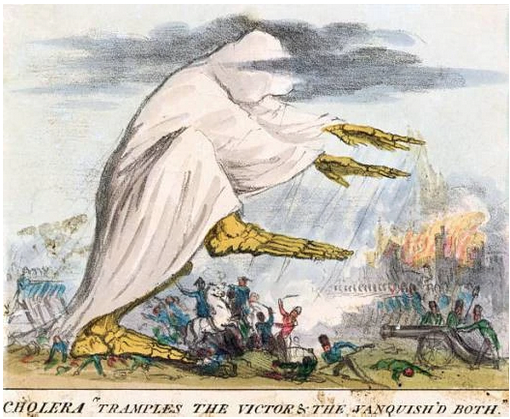 CHOLERA "TRAMPLES THE VICTOR & THE VANQUISH'D BOTH."